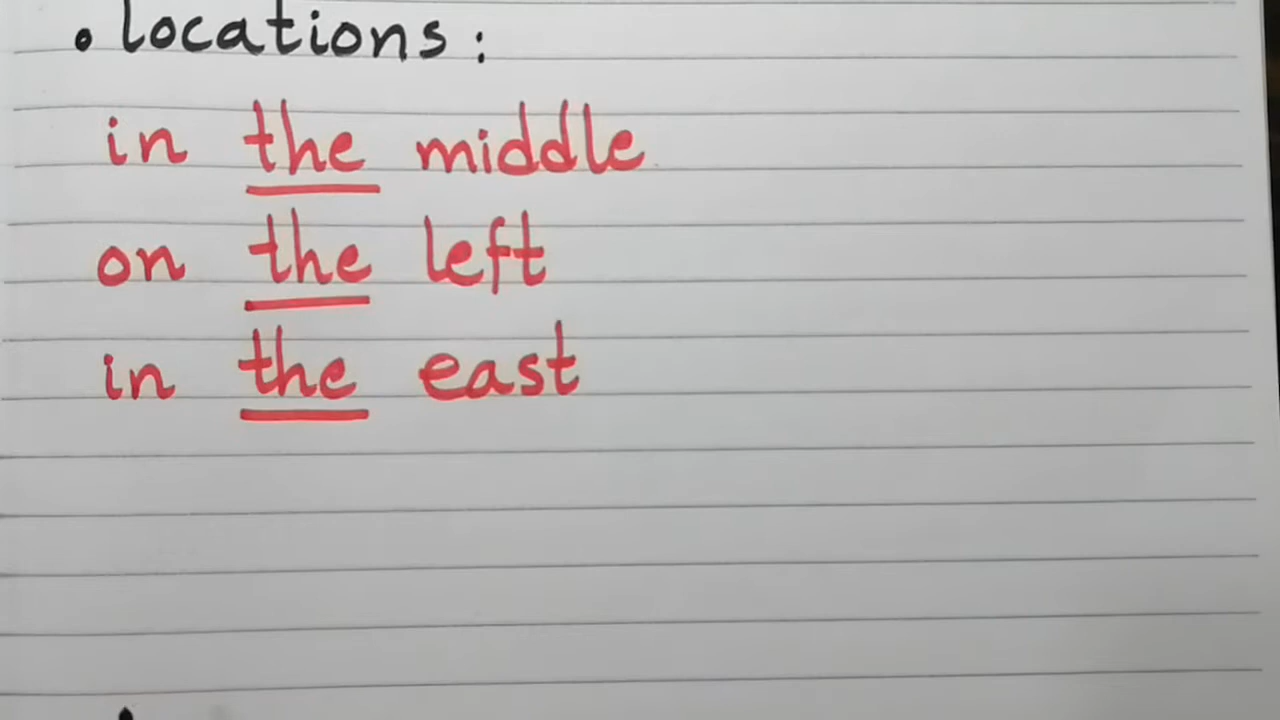 • locations:
in the middle
on the left
in the east